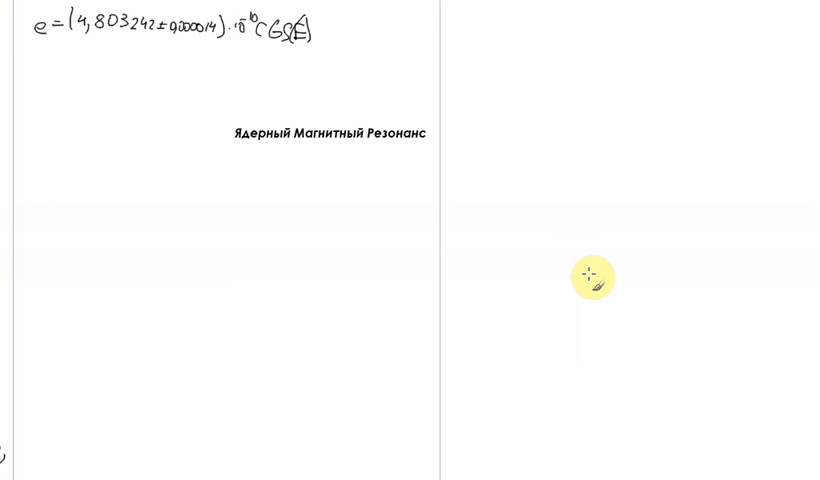 e = (4,803242 ± 0,000014) · 10⁻¹⁰ CGS(E)
Ядерный Магнитный Резонанс